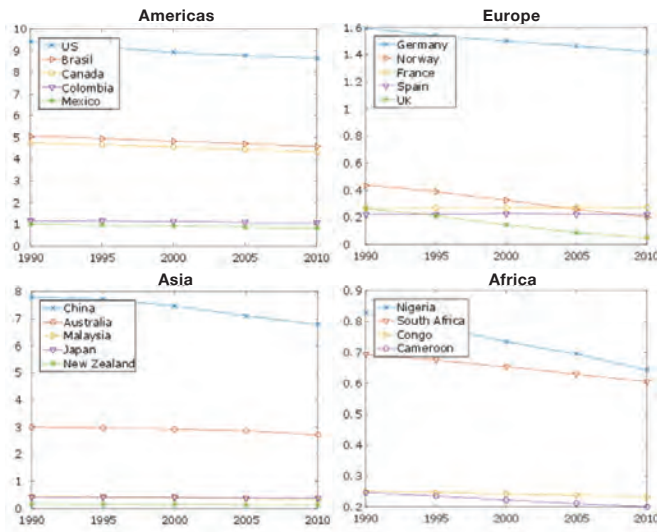 Americas
10
9
8
7
6
5
4
3
2
1
0
US
Brasil
Canada
Colombia
Mexico
1990 1995 2000 2005 2010
Europe
1.6
1.4
1.2
1
0.8
0.6
0.4
0.2
0
Germany
Norway
France
Spain
UK
1990 1995 2000 2005 2010
Asia
8
7
6
5
4
3
2
1
0
China
Australia
Malaysia
Japan
New Zealand
1990 1995 2000 2005 2010
Africa
0.9
0.8
0.7
0.6
0.5
0.4
0.3
0.2
Nigeria
South Africa
Congo
Cameroon
1990 1995 2000 2005 2010